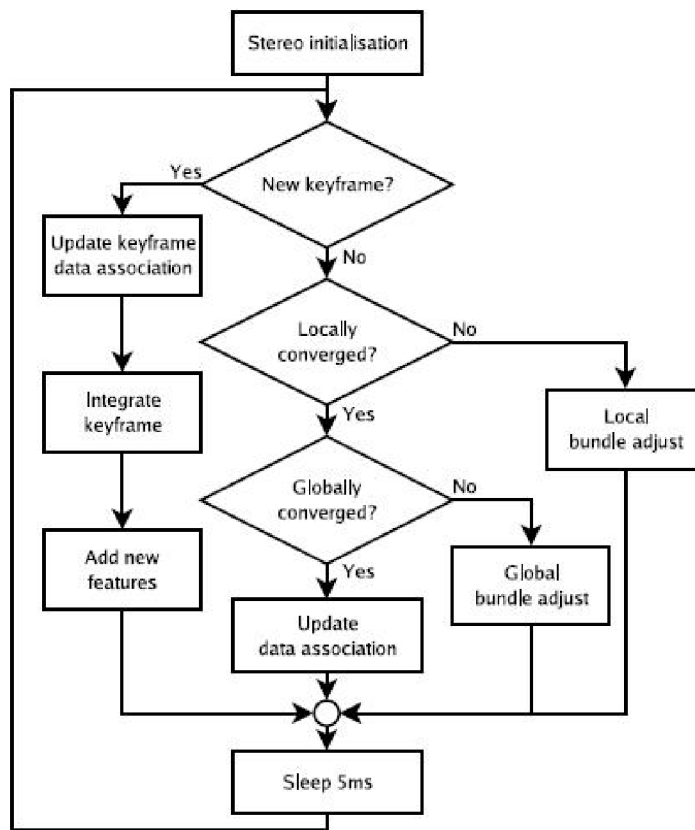 Stereo initialisation
Yes
New keyframe?
Update keyframe
data association
No
Locally
converged?
No
Integrate
keyframe
Yes
Local
bundle adjust
Globally
converged?
No
Add new
features
Yes
Global
bundle adjust
Update
data association
Sleep 5ms